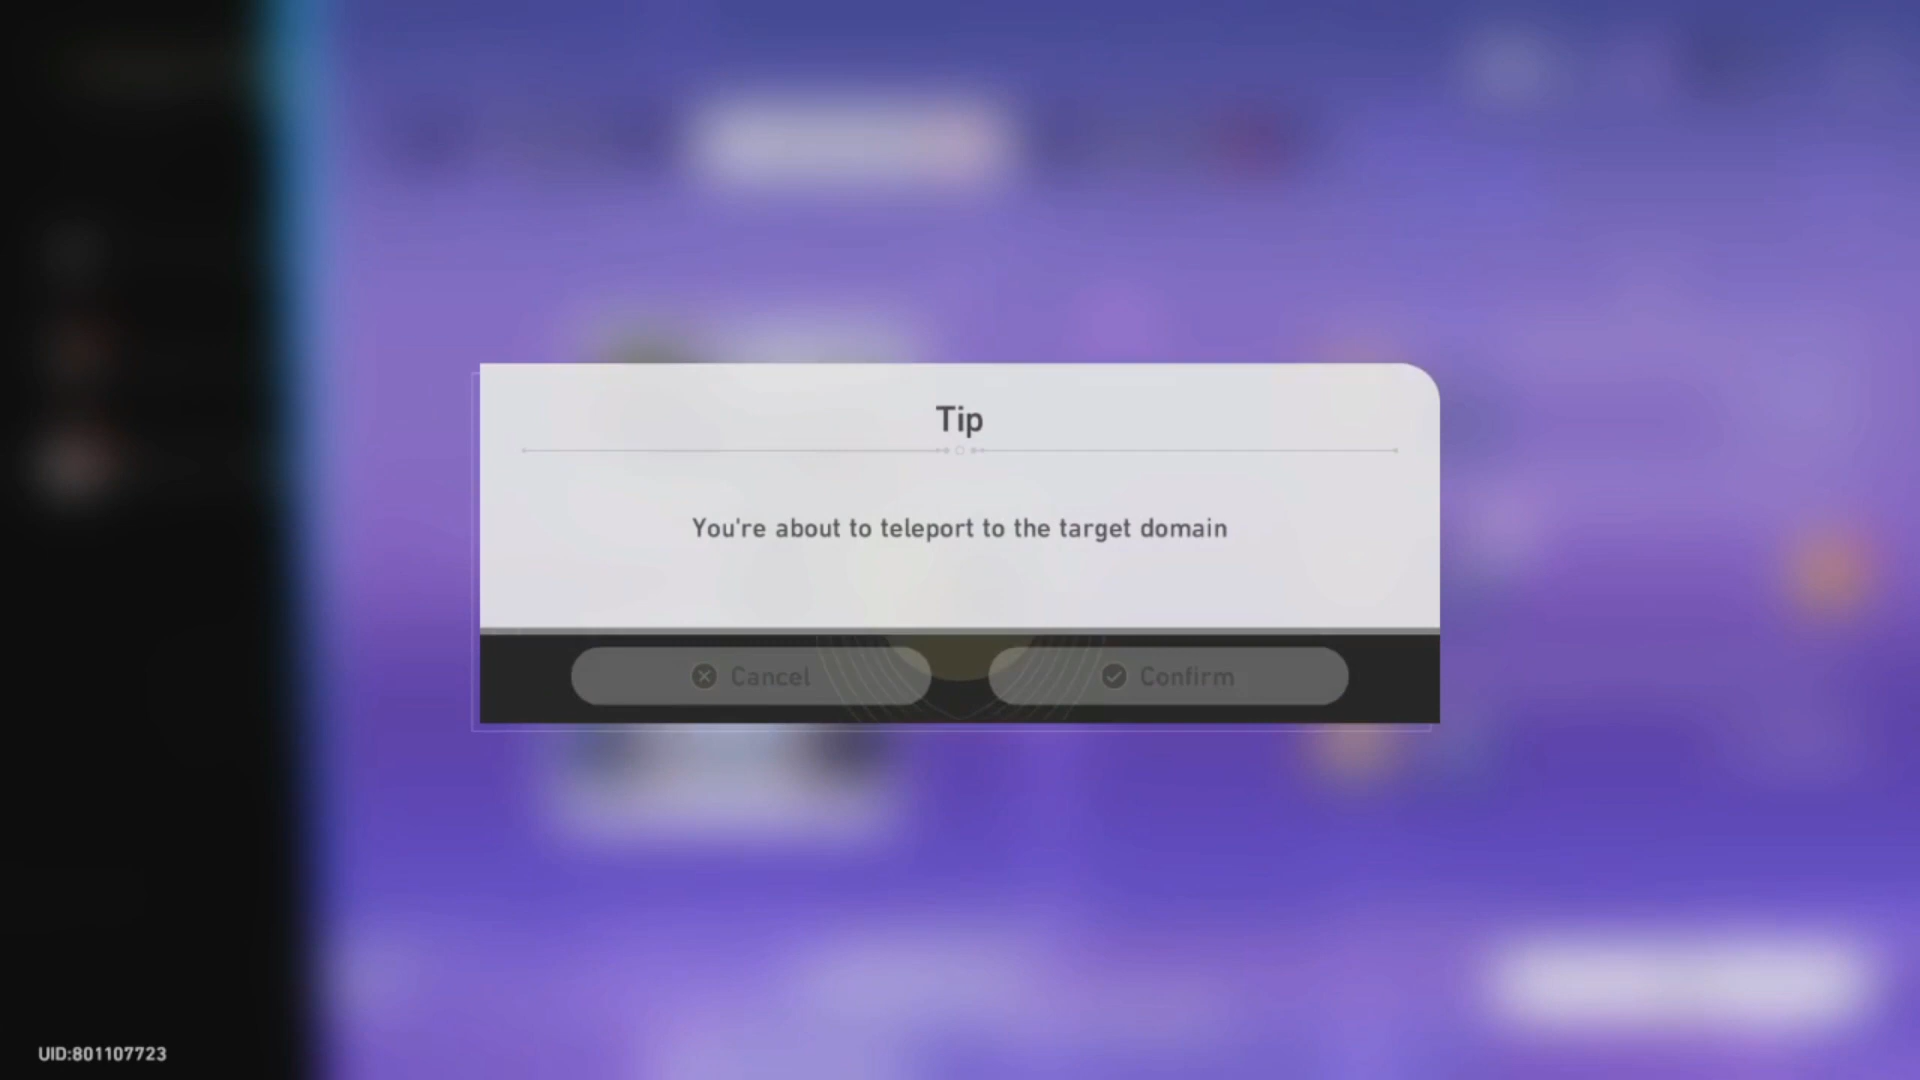 Tip
You're about to teleport to the target domain
Cancel
Confirm
UID:801107723